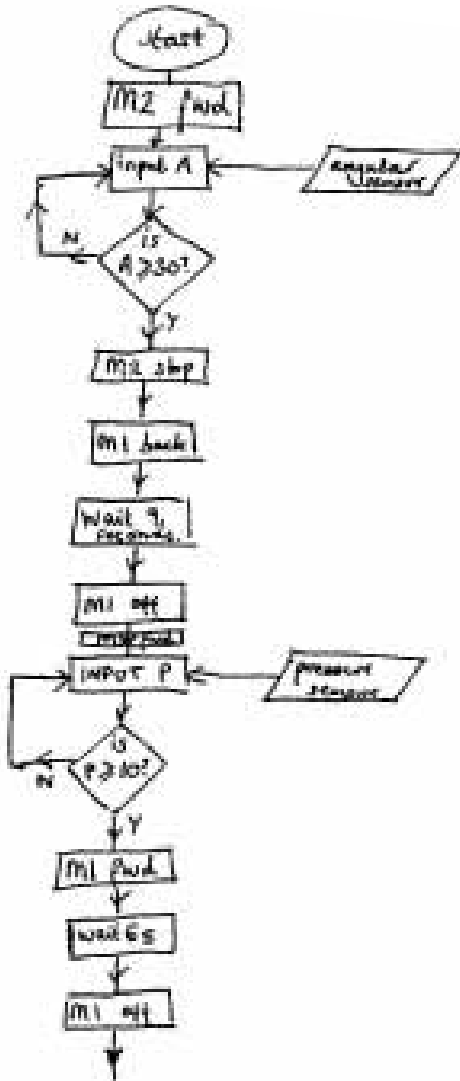 Start
M2 fwd
input A
angular
sensor
N
is
A ≥ 30?
Y
M2 stop
M1 back
Wait 9
seconds
M1 off
fwd
INPUT P
pressure
sensor
is
P ≥ 10?
N
Y
M1 fwd
wait 6s
M1 off